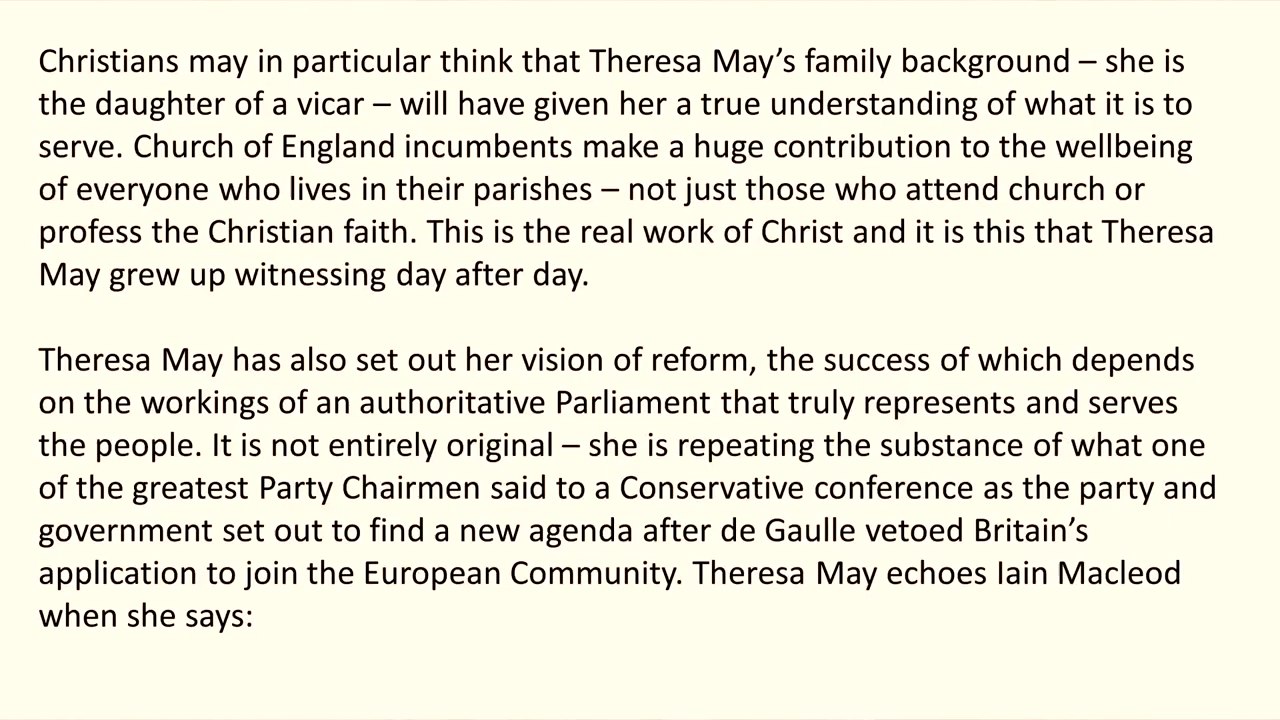 Christians may in particular think that Theresa May’s family background – she is
the daughter of a vicar – will have given her a true understanding of what it is to
serve. Church of England incumbents make a huge contribution to the wellbeing
of everyone who lives in their parishes – not just those who attend church or
profess the Christian faith. This is the real work of Christ and it is this that Theresa
May grew up witnessing day after day.

Theresa May has also set out her vision of reform, the success of which depends
on the workings of an authoritative Parliament that truly represents and serves
the people. It is not entirely original – she is repeating the substance of what one
of the greatest Party Chairmen said to a Conservative conference as the party and
government set out to find a new agenda after de Gaulle vetoed Britain’s
application to join the European Community. Theresa May echoes Iain Macleod
when she says: